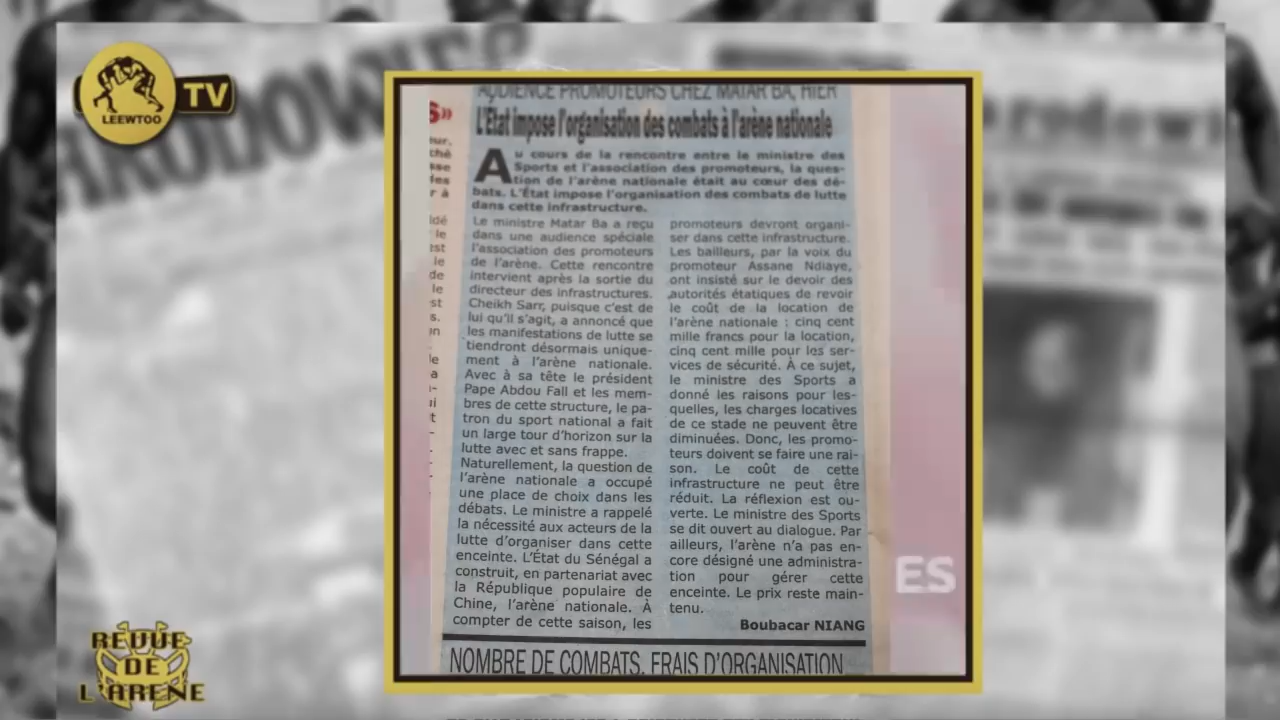 LEEWTOO
TV
ARODOWIES
S»
AUDIENCE PROMOTEURS CHEZ MATAR BA, HIER
L'État impose l'organisation des combats à l'arène nationale
Au cours de la rencontre entre le ministre des
Sports et l'association des promoteurs, la ques-
tion de l'arène nationale était au cœur des dé-
bats. L'État impose l'organisation des combats de lutte
dans cette infrastructure.
Le ministre Matar Ba a reçu
dans une audience spéciale
l'association des promoteurs
de l'arène. Cette rencontre
intervient après la sortie du
directeur des infrastructures.
Cheikh Sarr, puisque c'est de
lui qu'il s'agit, a annoncé que
les manifestations de lutte se
tiendront désormais unique-
ment à l'arène nationale.
Avec à sa tête le président
Pape Abdou Fall et les mem-
bres de cette structure, le pa-
tron du sport national a fait
un large tour d'horizon sur la
lutte avec et sans frappe.
Naturellement, la question de
l'arène nationale a occupé
une place de choix dans les
débats. Le ministre a rappelé
la nécessité aux acteurs de la
lutte d'organiser dans cette
enceinte. L'État du Sénégal a
construit, en partenariat avec
la République populaire de
Chine, l'arène nationale. À
compter de cette saison, les
promoteurs devront organi-
ser dans cette infrastructure.
Les bailleurs, par la voix du
promoteur Assane Ndiaye,
ont insisté sur le devoir des
autorités étatiques de revoir
le coût de la location de
l'arène nationale : cinq cent
mille francs pour la location,
cinq cent mille pour les ser-
vices de sécurité. À ce sujet,
le ministre des Sports a
donné les raisons pour les-
quelles, les charges locatives
de ce stade ne peuvent être
diminuées. Donc, les promo-
teurs doivent se faire une rai-
son. Le coût de cette
infrastructure ne peut être
réduit. La réflexion est ou-
verte. Le ministre des Sports
se dit ouvert au dialogue. Par
ailleurs, l'arène n'a pas en-
core désigné une administra-
tion pour gérer cette
enceinte. Le prix reste main-
tenu.
Boubacar NIANG
NOMBRE DE COMBATS, FRAIS D'ORGANISATION
ES
REVUE
DE
L'ARÈNE